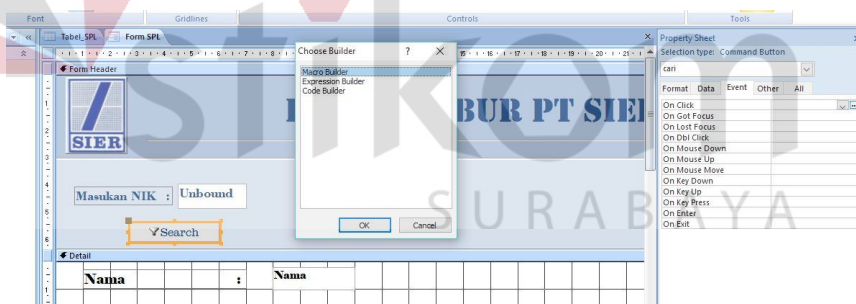 Font Gridlines Controls Tools
Tabel_SPL Form SPL
Form Header
SIER
BUR PT SIE
Masukan NIK : Unbound
Search
Detail
Nama : Nama
Choose Builder ? X
Macro Builder
Expression Builder
Code Builder
OK Cancel
Property Sheet
Selection type: Command Button
cari
Format Data Event Other All
On Click
On Got Focus
On Lost Focus
On Dbl Click
On Mouse Down
On Mouse Up
On Mouse Move
On Key Down
On Key Up
On Key Press
On Enter
On Exit
stikom
SURABAYA